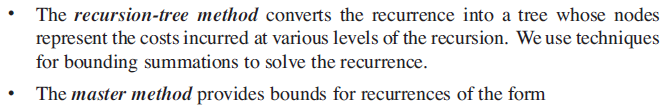 • The recursion-tree method converts the recurrence into a tree whose nodes
represent the costs incurred at various levels of the recursion. We use techniques
for bounding summations to solve the recurrence.
• The master method provides bounds for recurrences of the form